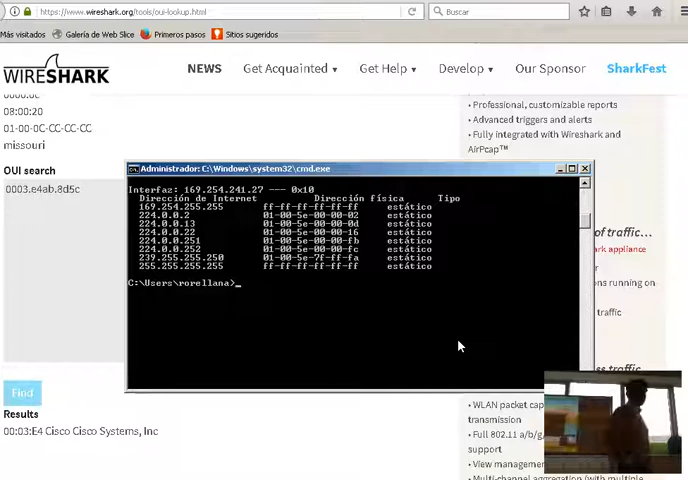 https://www.wireshark.org/tools/oui-lookup.html
Buscar
Más visitados
Galería de Web Slice
Primeros pasos
Sitios sugeridos
WIRESHARK
NEWS
Get Acquainted
Get Help
Develop
Our Sponsor
SharkFest
08:00:20
01-00-0C-CC-CC-CC
missouri
OUI search
0003.e4ab.8d5c
Find
Results
00:03:E4 Cisco Cisco Systems, Inc
Administrador: C:\Windows\system32\cmd.exe
Interfaz: 169.254.241.27 --- 0x10
Dirección de Internet Dirección física Tipo
169.254.255.255 ff-ff-ff-ff-ff-ff estático
224.0.0.2 01-00-5e-00-00-02 estático
224.0.0.13 01-00-5e-00-00-0d estático
224.0.0.22 01-00-5e-00-00-16 estático
224.0.0.251 01-00-5e-00-00-fb estático
224.0.0.252 01-00-5e-00-00-fc estático
239.255.255.250 01-00-5e-7f-ff-fa estático
255.255.255.255 ff-ff-ff-ff-ff-ff estático
C:\Users\rorellana>_
• Professional, customizable reports
• Advanced triggers and alerts
• Fully integrated with Wireshark and
AirPcap™
of traffic...
ark appliance
ons running on
traffic
ss traffic.
• WLAN packet cap
transmission
• Full 802.11 a/b/g,
support
• View managemen
• Multi-channel aggregation (with multiple